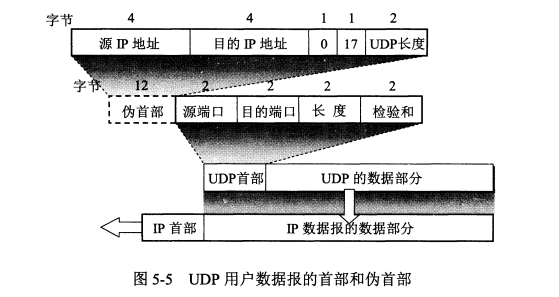 字节 4 4 1 1 2
源 IP 地址 目的 IP 地址 0 17 UDP长度
字节 12 2 2 2 2
伪首部 源端口 目的端口 长 度 检验和
UDP首部 UDP 的数据部分
IP 首部 IP 数据报的数据部分
图 5-5 UDP 用户数据报的首部和伪首部